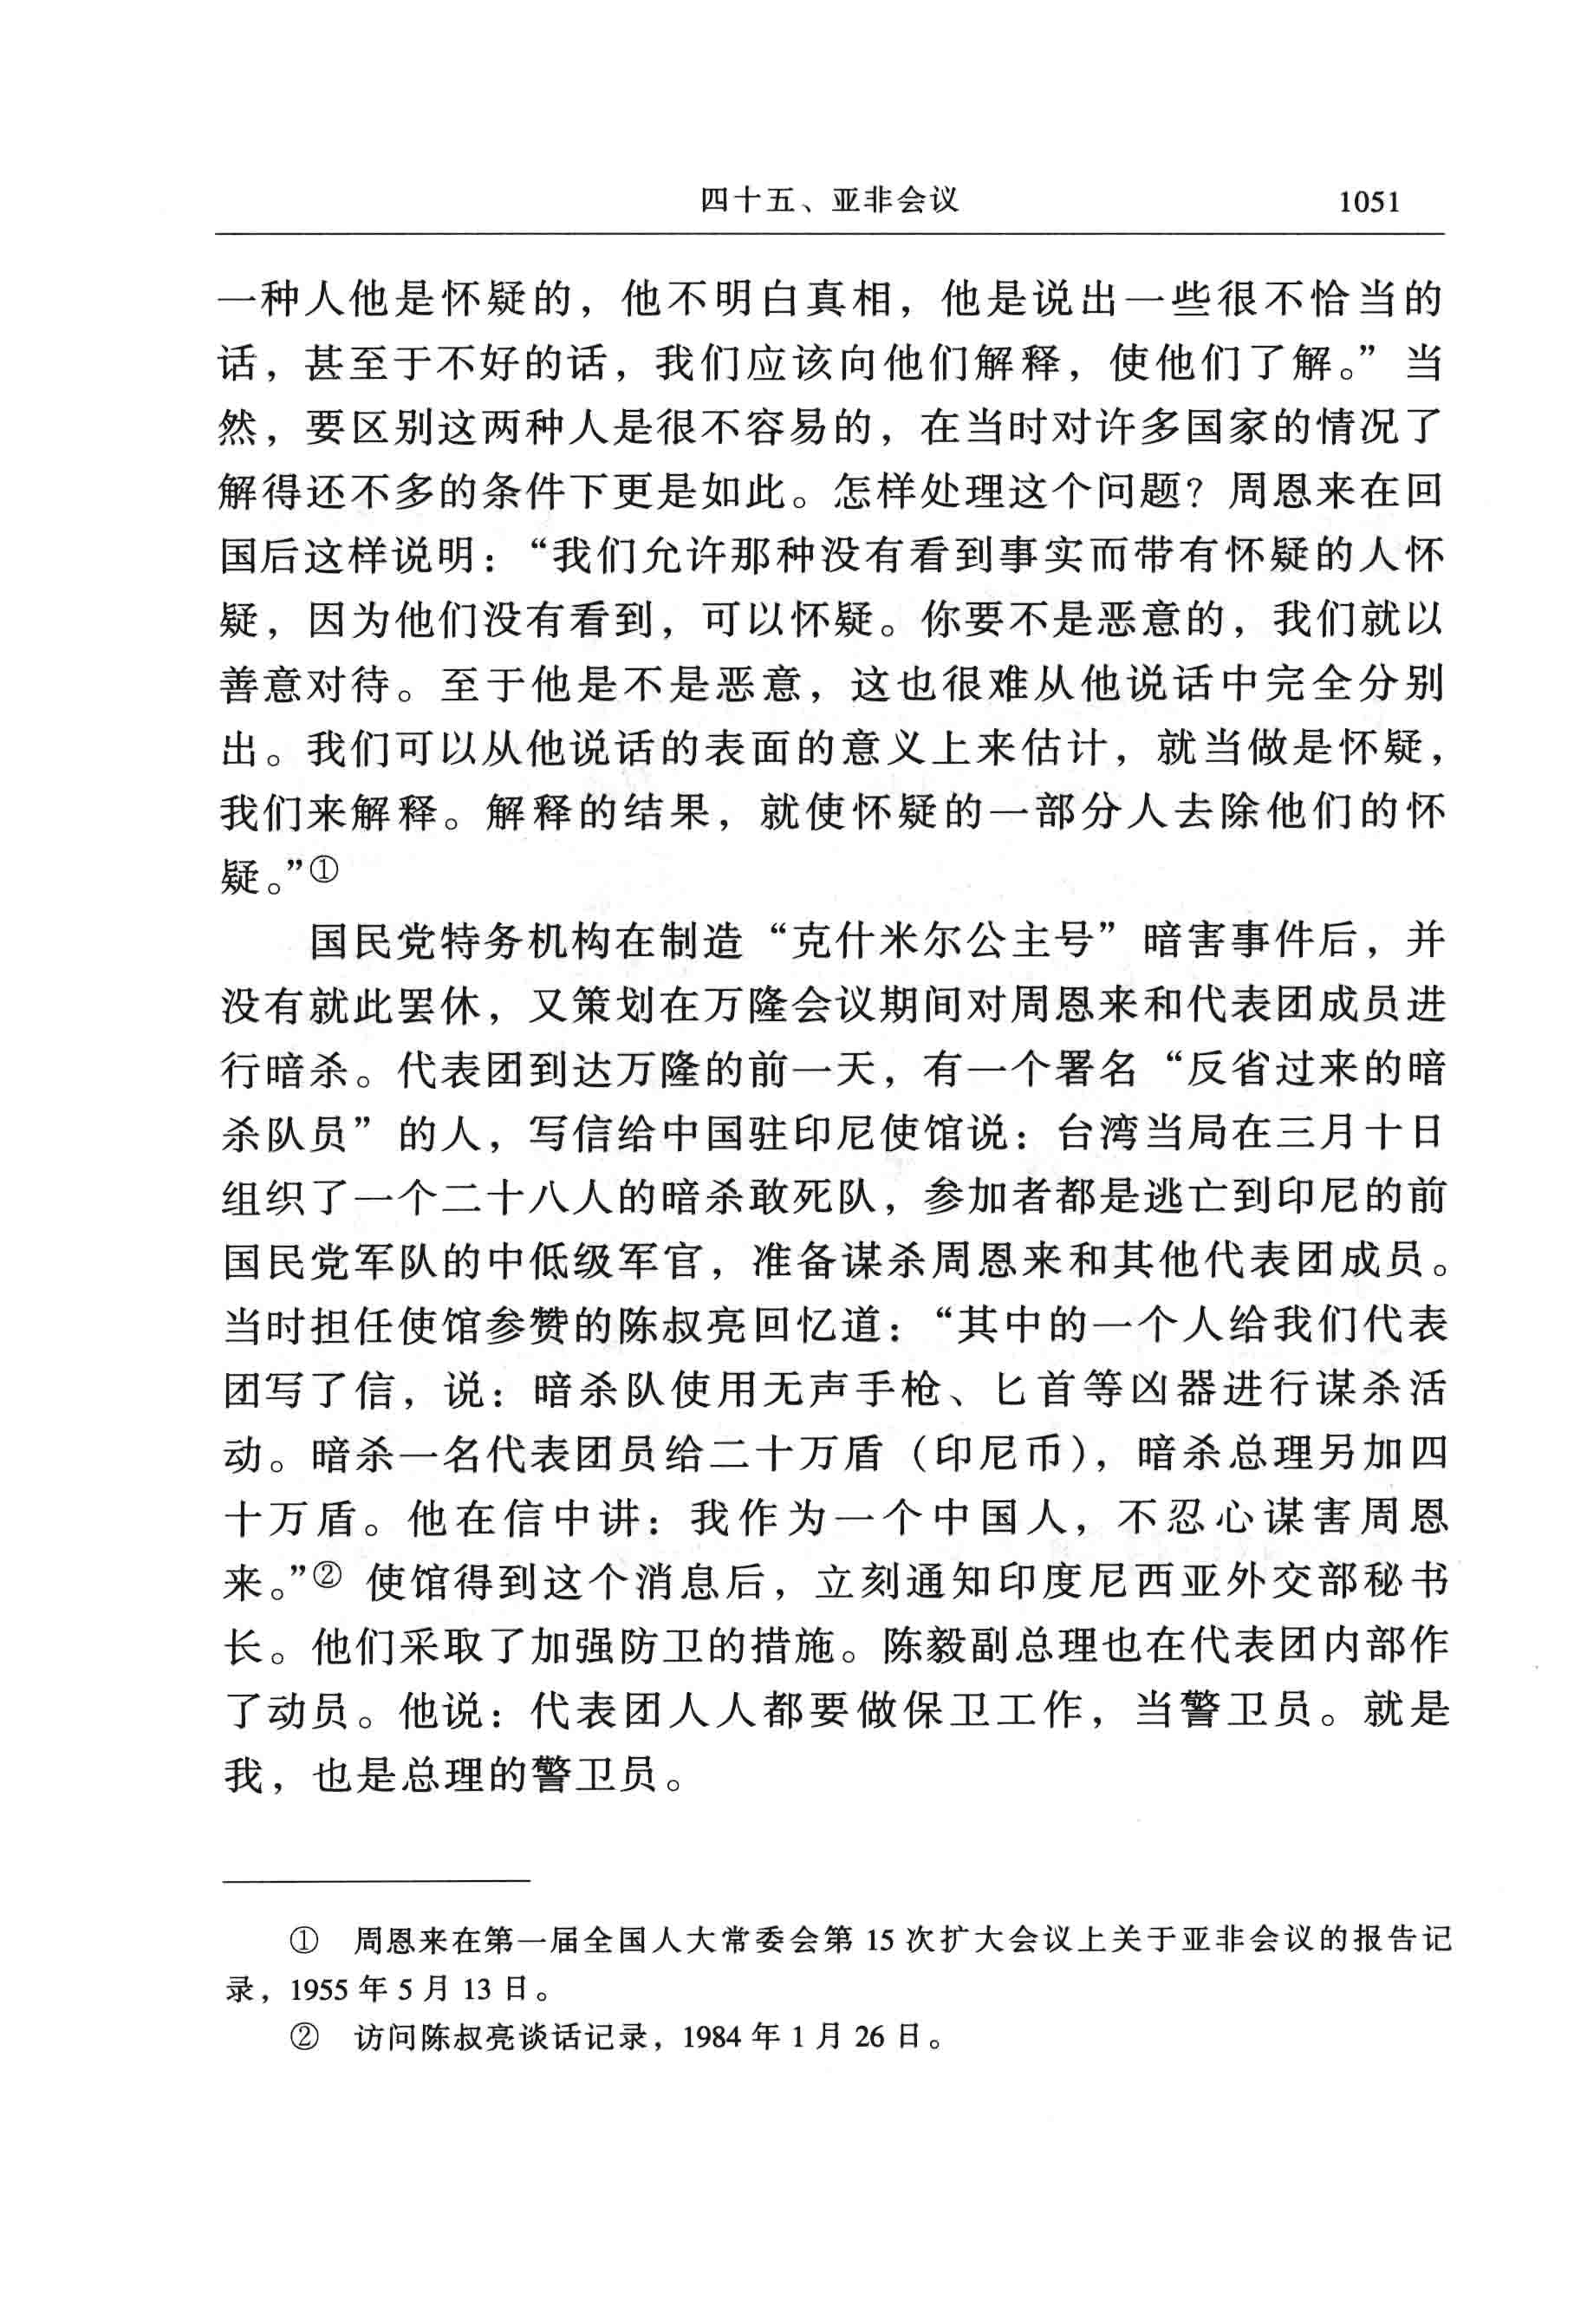 四十五、亚非会议 1051
一种人他是怀疑的，他不明白真相，他是说出一些很不恰当的
话，甚至于不好的话，我们应该向他们解释，使他们了解。”当
然，要区别这两种人是很不容易的，在当时对许多国家的情况了
解得还不多的条件下更是如此。怎样处理这个问题？周恩来在回
国后这样说明：“我们允许那种没有看到事实而带有怀疑的人怀
疑，因为他们没有看到，可以怀疑。你要不是恶意的，我们就以
善意对待。至于他是不是恶意，这也很难从他说话中完全分别
出。我们可以从他说话的表面的意义上来估计，就当做是怀疑，
我们来解释。解释的结果，就使怀疑的一部分人去除他们的怀
疑。”①
国民党特务机构在制造“克什米尔公主号”暗害事件后，并
没有就此罢休，又策划在万隆会议期间对周恩来和代表团成员进
行暗杀。代表团到达万隆的前一天，有一个署名“反省过来的暗
杀队员”的人，写信给中国驻印尼使馆说：台湾当局在三月十日
组织了一个二十八人的暗杀敢死队，参加者都是逃亡到印尼的前
国民党军队的中低级军官，准备谋杀周恩来和其他代表团成员。
当时担任使馆参赞的陈叔亮回忆道：“其中的一个人给我们代表
团写了信，说：暗杀队使用无声手枪、匕首等凶器进行谋杀活
动。暗杀一名代表团员给二十万盾（印尼币），暗杀总理另加四
十万盾。他在信中讲：我作为一个中国人，不忍心谋害周恩
来。”② 使馆得到这个消息后，立刻通知印度尼西亚外交部秘书
长。他们采取了加强防卫的措施。陈毅副总理也在代表团内部作
了动员。他说：代表团人人都要做保卫工作，当警卫员。就是
我，也是总理的警卫员。
① 周恩来在第一届全国人大常委会第 15 次扩大会议上关于亚非会议的报告记
录，1955 年 5 月 13 日。
② 访问陈叔亮谈话记录，1984 年 1 月 26 日。